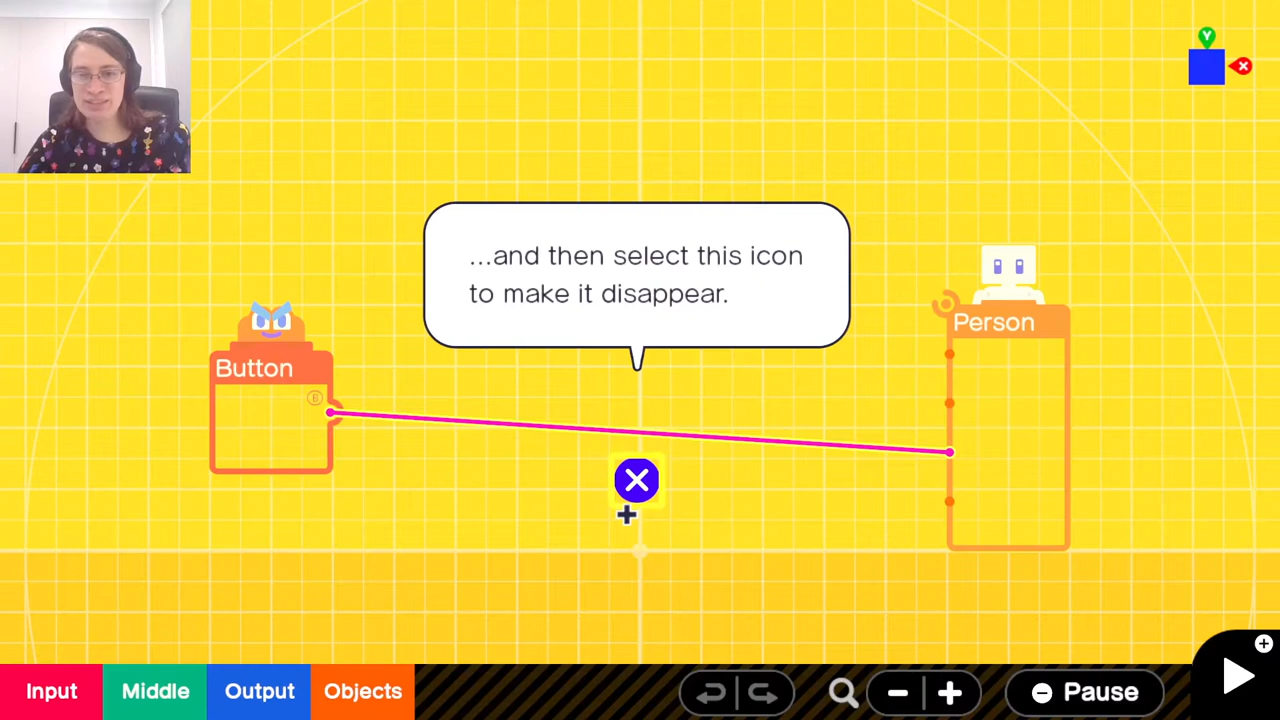 Y
X
...and then select this icon
to make it disappear.
Person
Button
B
Input
Middle
Output
Objects
Pause